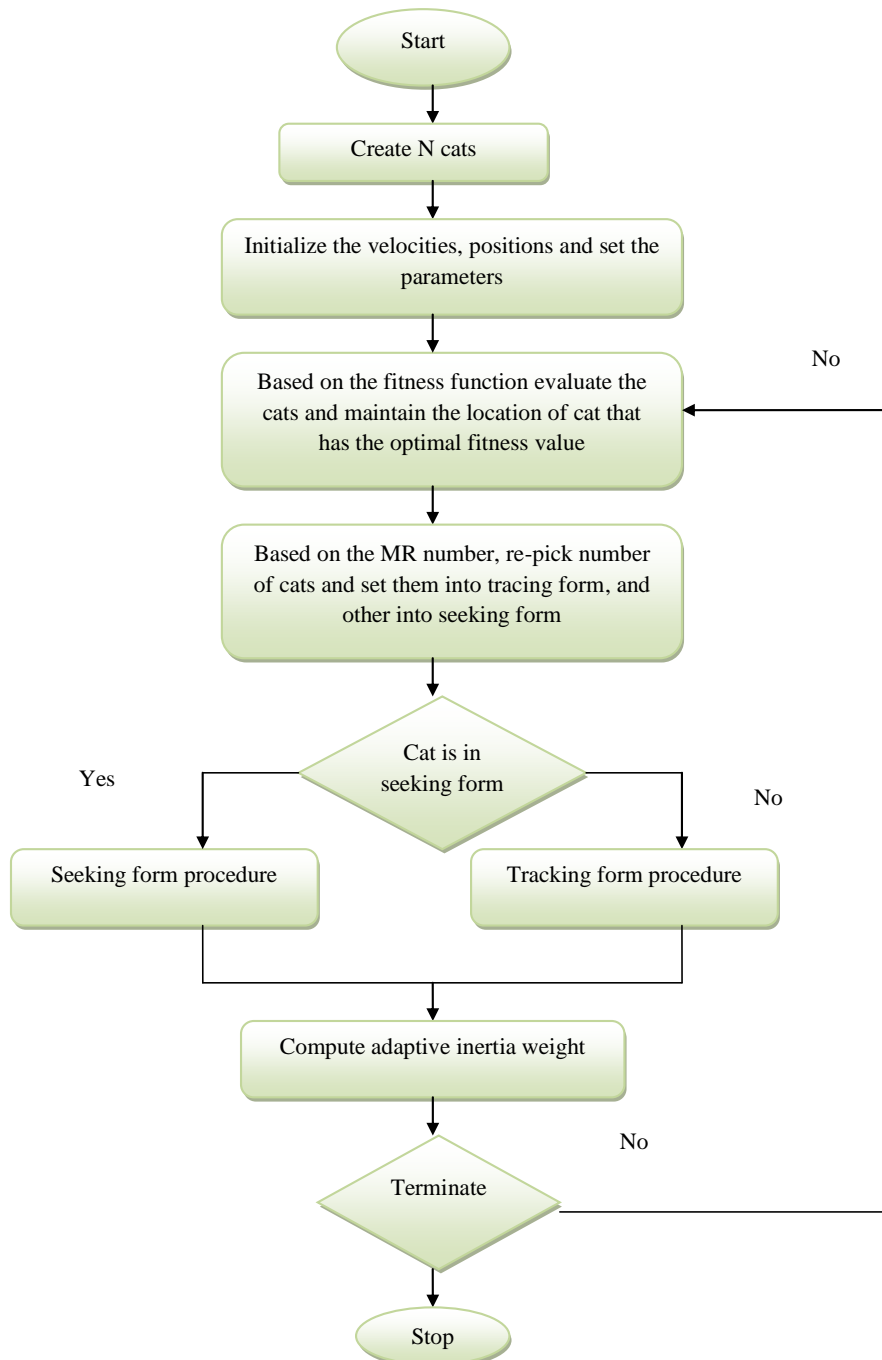 Start
Create N cats
Initialize the velocities, positions and set the
parameters
No
Based on the fitness function evaluate the
cats and maintain the location of cat that
has the optimal fitness value
Based on the MR number, re-pick number
of cats and set them into tracing form, and
other into seeking form
Cat is in
seeking form
Yes
No
Seeking form procedure
Tracking form procedure
Compute adaptive inertia weight
No
Terminate
Stop